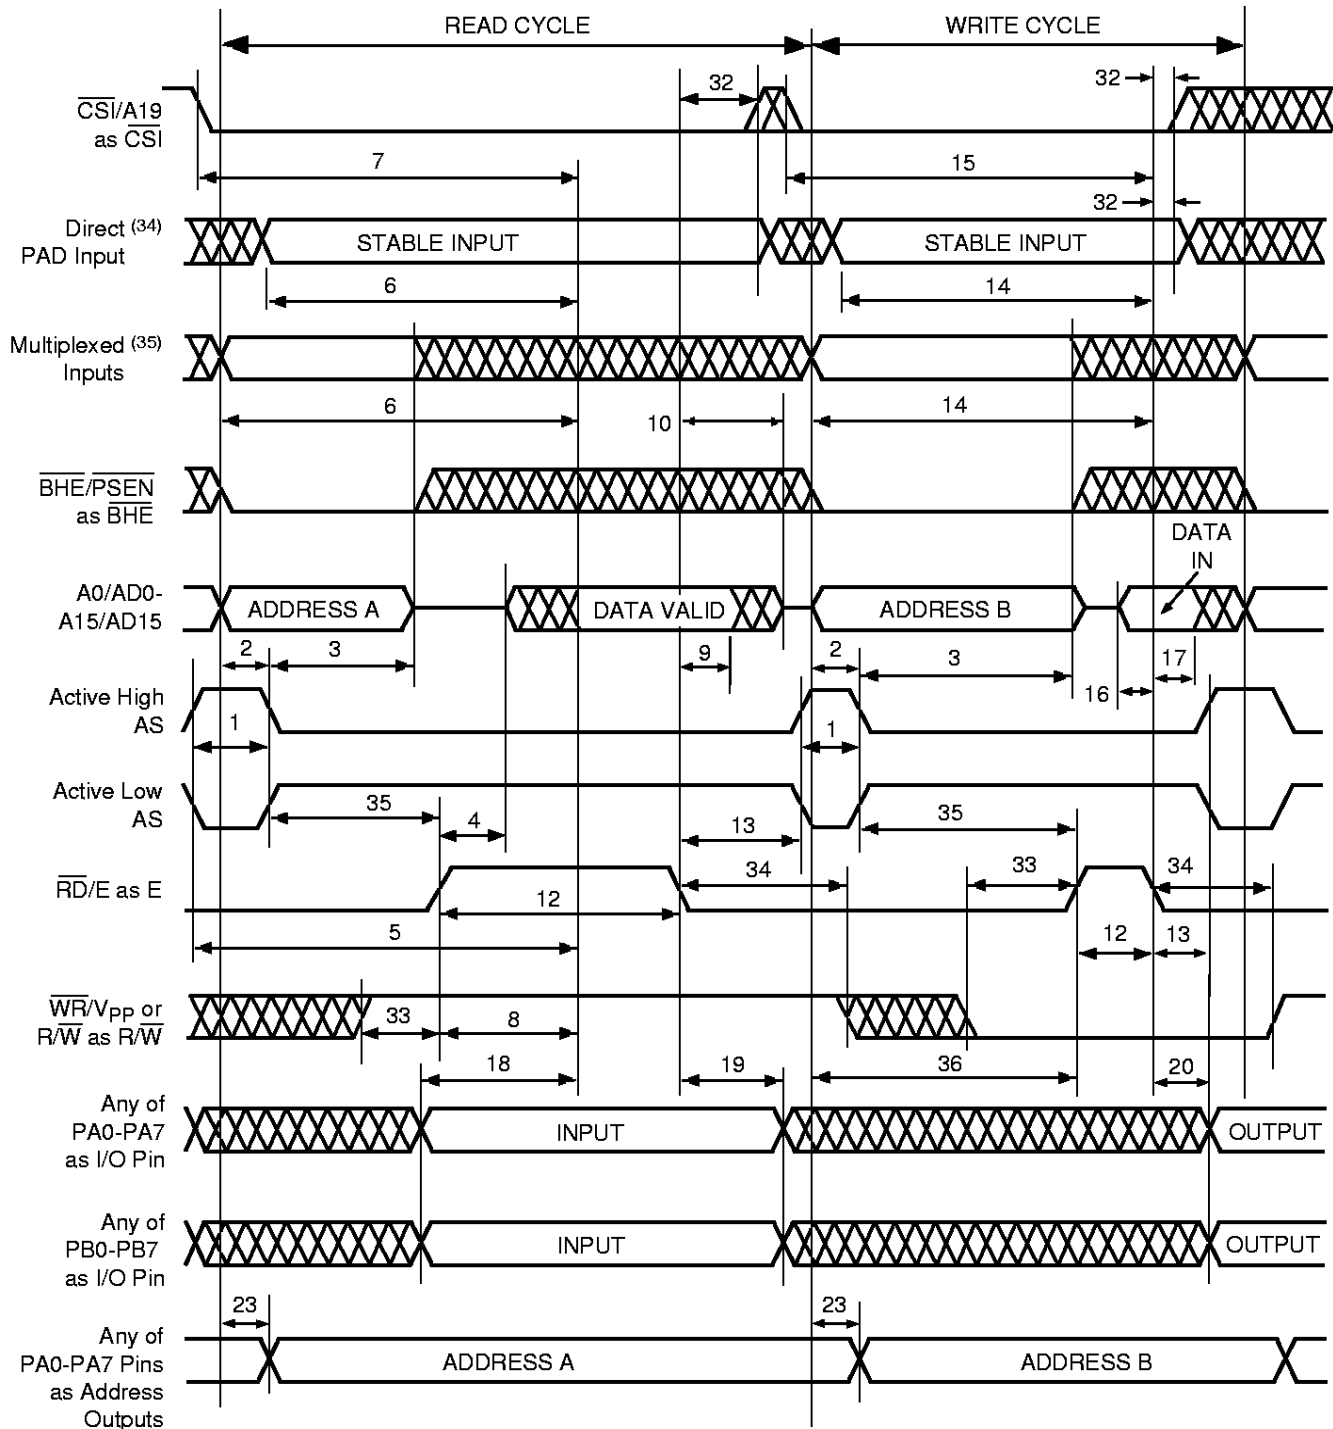 READ CYCLE
WRITE CYCLE
32
32
CSI/A19
as CSI
7
15
32
Direct (34)
PAD Input
STABLE INPUT
STABLE INPUT
6
14
Multiplexed (35)
Inputs
6
10
14
BHE/PSEN
as BHE
DATA
IN
A0/AD0-
A15/AD15
ADDRESS A
DATA VALID
ADDRESS B
2
3
9
2
3
17
16
Active High
AS
1
1
Active Low
AS
35
4
13
35
RD/E as E
34
33
34
12
5
12
13
WR/VPP or
R/W as R/W
33
8
18
19
36
20
Any of
PA0-PA7
as I/O Pin
INPUT
OUTPUT
Any of
PB0-PB7
as I/O Pin
INPUT
OUTPUT
23
23
Any of
PA0-PA7 Pins
as Address
Outputs
ADDRESS A
ADDRESS B